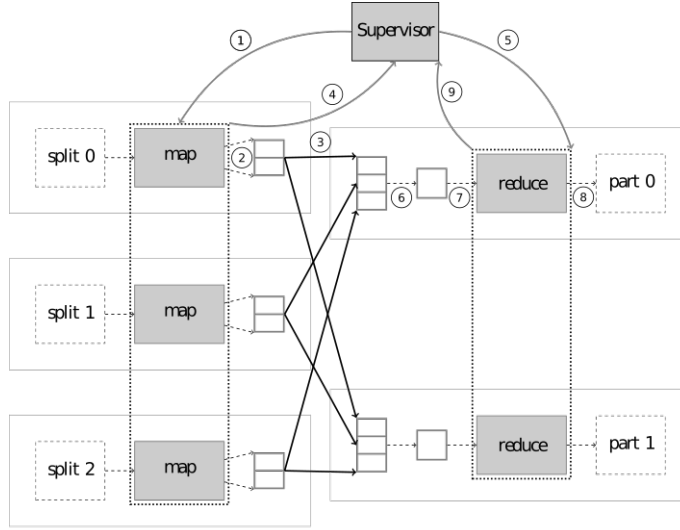 Supervisor
1
5
4
9
split 0
map
2
3
6
7
reduce
8
part 0
split 1
map
split 2
map
reduce
part 1